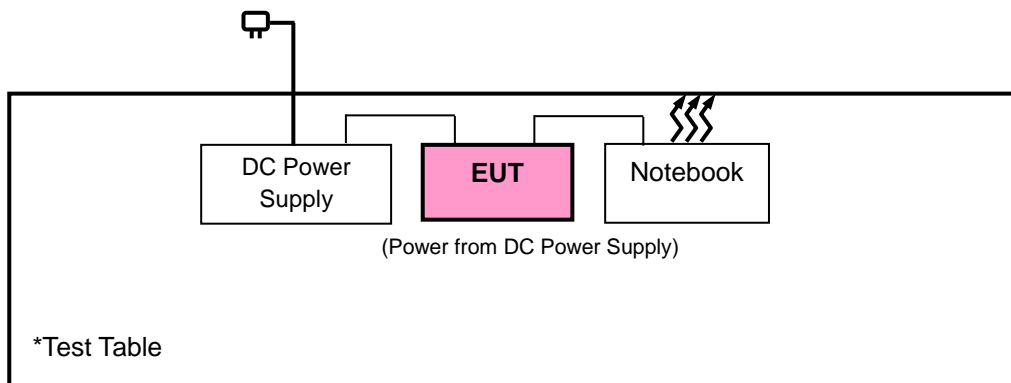 DC Power
Supply
EUT
Notebook
(Power from DC Power Supply)
*Test Table